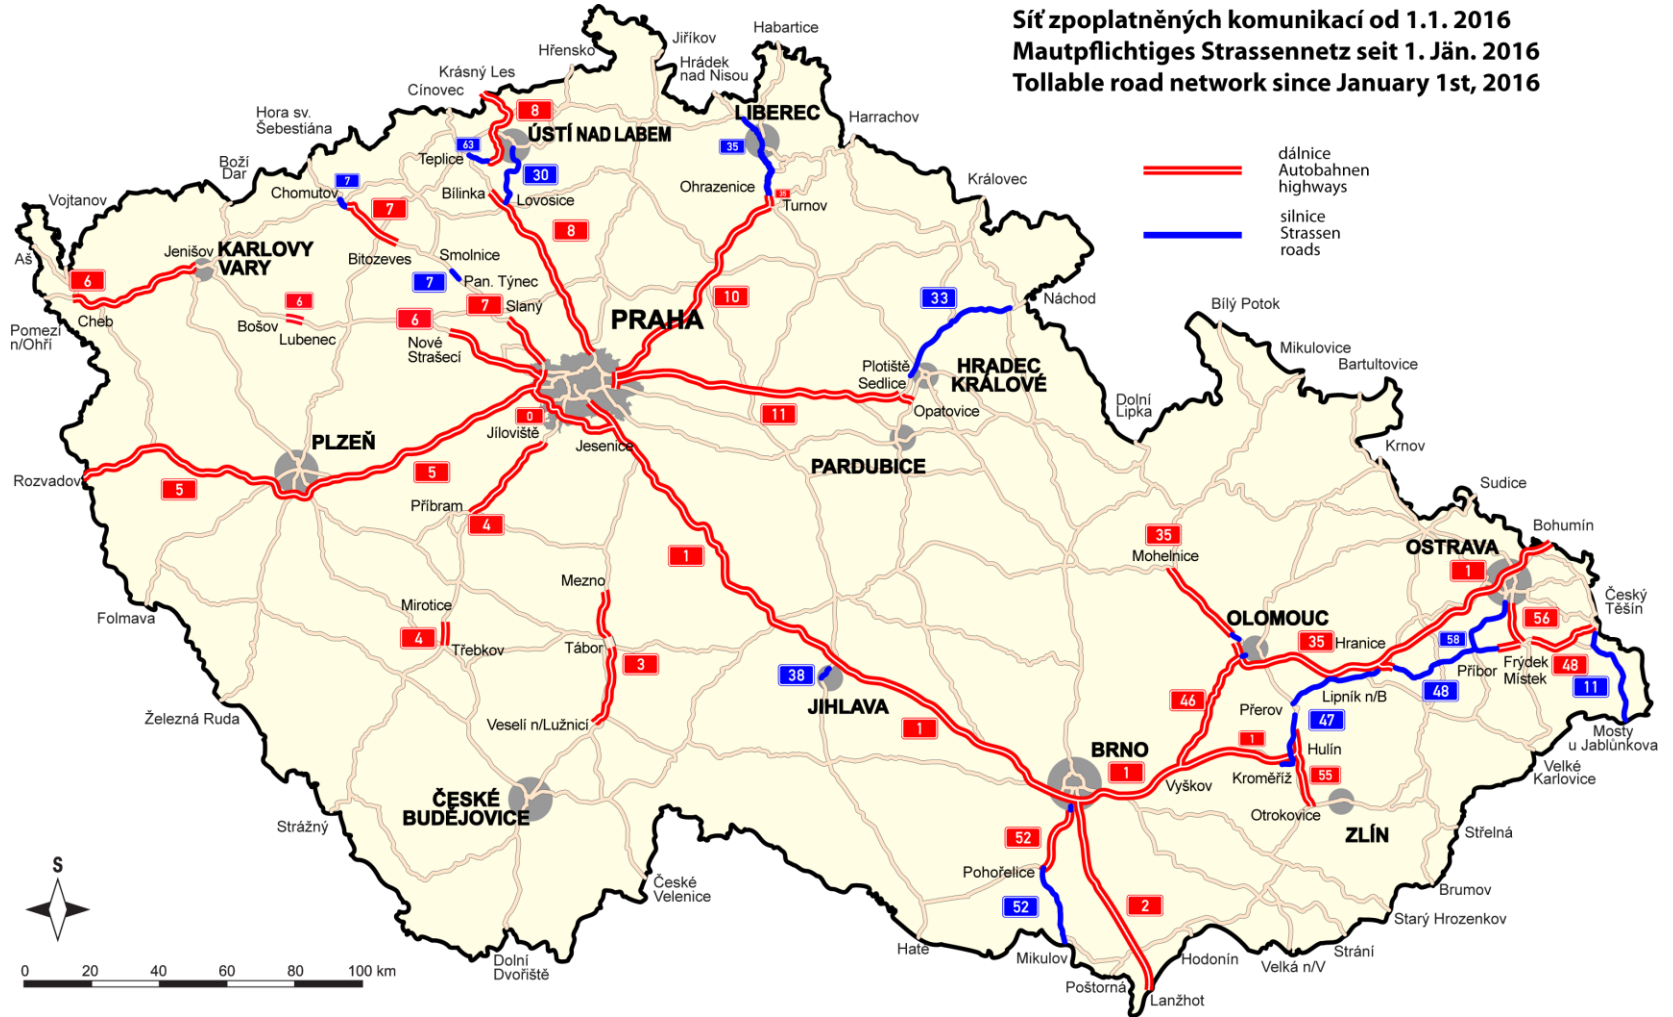 Síť zpoplatněných komunikací od 1.1. 2016
Mautpflichtiges Strassennetz seit 1. Jän. 2016
Tollable road network since January 1st, 2016
dálnice
Autobahnen
highways
silnice
Strassen
roads
Habartice
Jiříkov
Hřensko
Hrádek
nad Nisou
Krásný Les
Cínovec
8
LIBEREC
Hora sv.
Šebestiána
Harrachov
ÚSTÍ NAD LABEM
63
35
Teplice
Boží
Dar
30
7
Královec
Chomutov
Bílinka
Lovosice
Ohrazenice
35
Turnov
Vojtanov
7
8
Jenišov
KARLOVY
VARY
Bitozeves
Smolnice
Aš
6
7
Pan. Týnec
10
33
Náchod
Bílý Potok
6
7
Slaný
Cheb
Bošov
Lubenec
6
PRAHA
Pomezí
n/Ohří
Nové
Strašecí
Mikulovice
Bartultovice
Plotiště
Sedlice
HRADEC
KRÁLOVÉ
Dolní
Lipka
0
11
Opatovice
Jíloviště
Jesenice
PLZEŇ
Krnov
PARDUBICE
Rozvadov
5
5
Sudice
Příbram
4
35
Mohelnice
Bohumín
OSTRAVA
1
1
Mezno
Český
Těšín
Mirotice
Folmava
OLOMOUC
56
4
Třebkov
Tábor
3
35
Hranice
58
38
Příbor
Frýdek
Místek
48
11
JIHLAVA
46
Lipník n/B
48
Železná Ruda
Veselí n/Lužnicí
1
Přerov
47
Mosty
u Jablůnkova
1
Hulín
BRNO
1
Vyškov
Kroměříž
55
Velké
Karlovice
ČESKÉ
BUDĚJOVICE
Otrokovice
Strážný
ZLÍN
Střelná
52
S
Pohořelice
České
Velenice
Brumov
52
2
Starý Hrozenkov
Hate
Mikulov
Hodonín
Strání
Velká n/V
Dolní
Dvořiště
0 20 40 60 80 100 km
Poštorná
Lanžhot